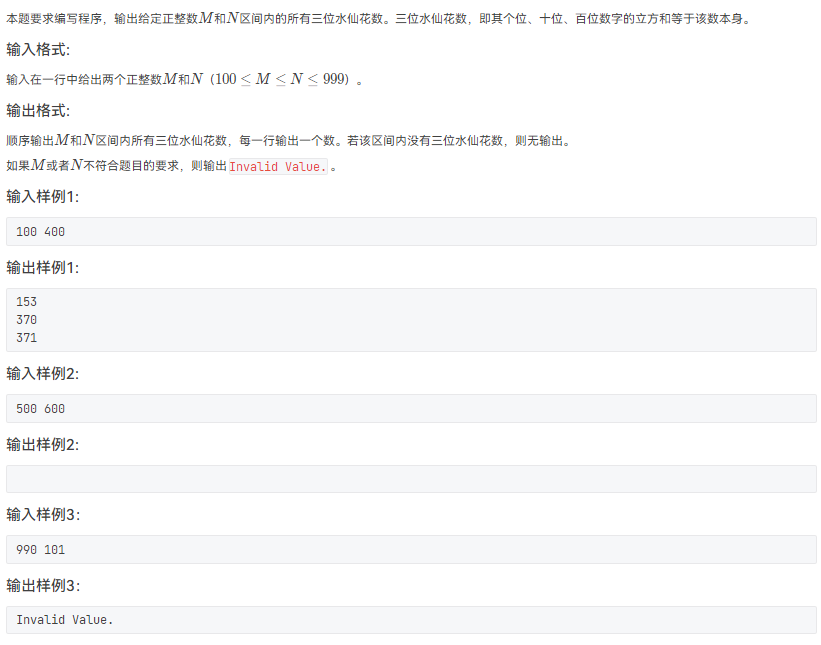 本题要求编写程序，输出给定正整数M和N区间内的所有三位水仙花数。三位水仙花数，即其个位、十位、百位数字的立方和等于该数本身。
输入格式:
输入在一行中给出两个正整数M和N（100 ≤ M ≤ N ≤ 999）。
输出格式:
顺序输出M和N区间内所有三位水仙花数，每一行输出一个数。若该区间内没有三位水仙花数，则无输出。
如果M或者N不符合题目的要求，则输出Invalid Value.。
输入样例1:
100 400
输出样例1:
153
370
371
输入样例2:
500 600
输出样例2:
输入样例3:
990 101
输出样例3:
Invalid Value.